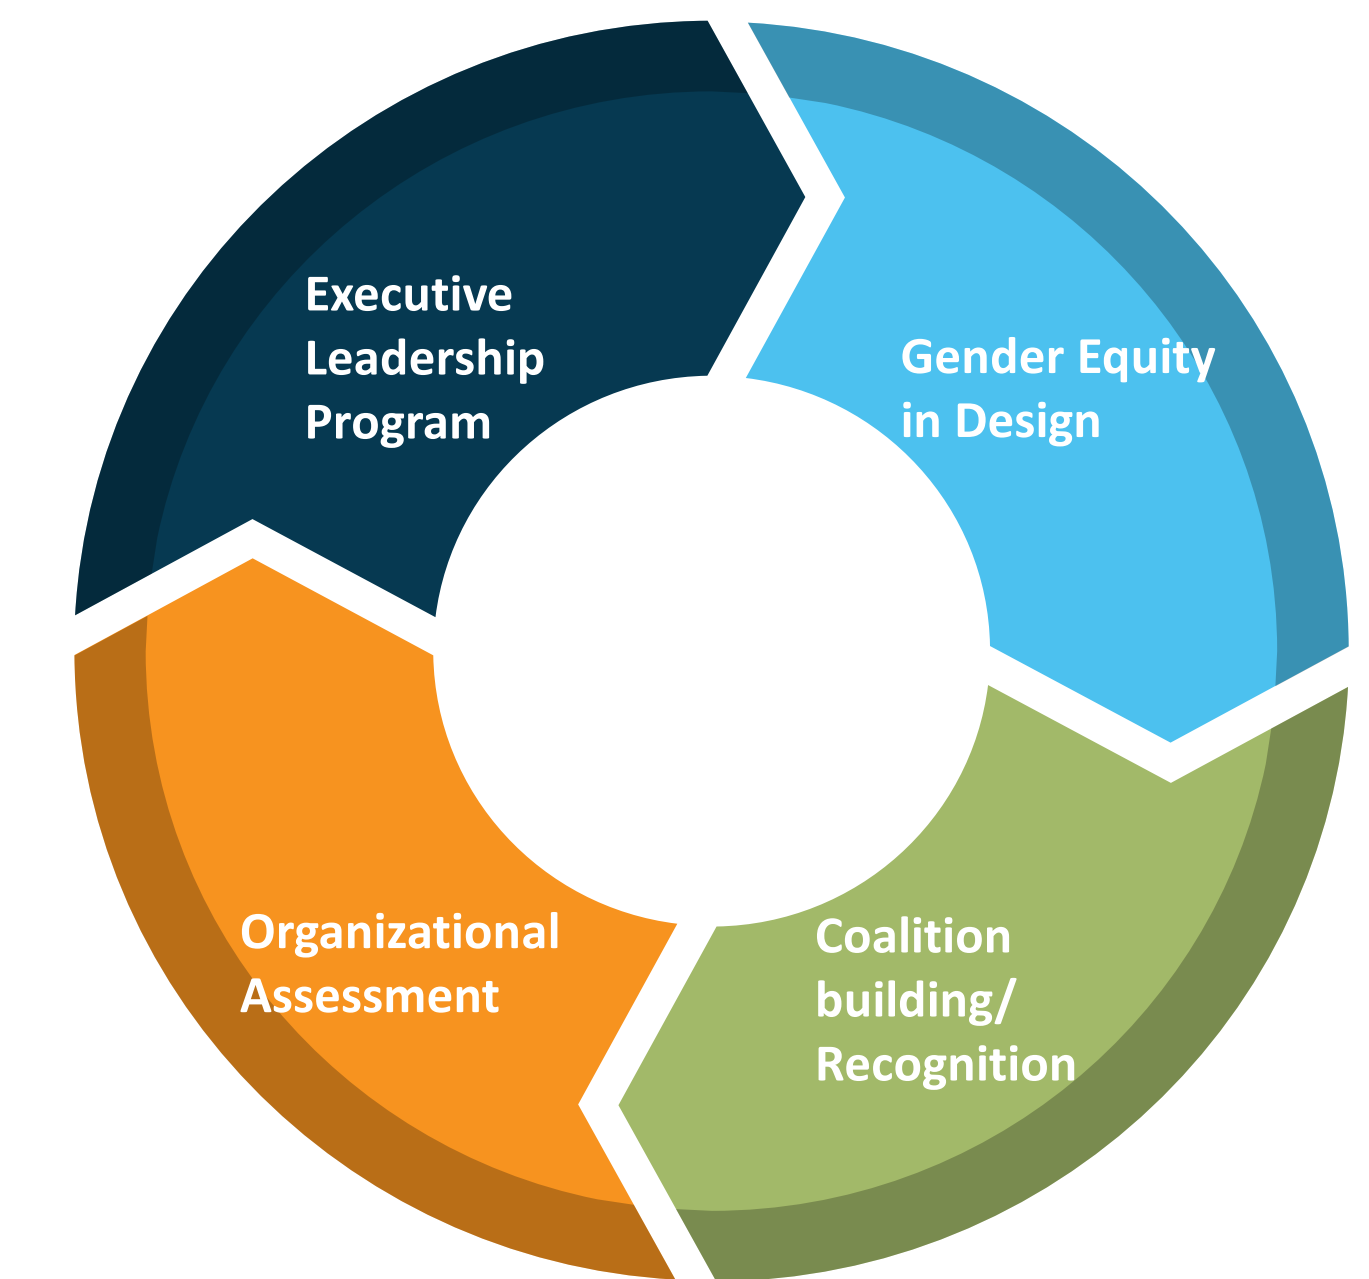 Executive
Leadership
Program
Gender Equity
in Design
Organizational
Assessment
Coalition
building/
Recognition